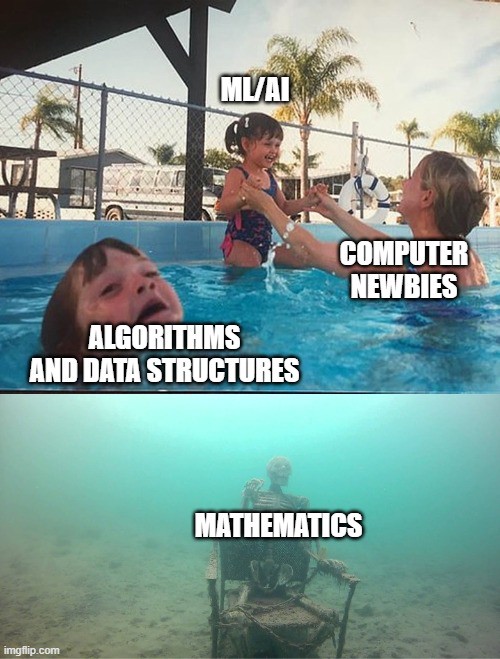 ML/AI
COMPUTER
NEWBIES
ALGORITHMS
AND DATA STRUCTURES
MATHEMATICS
imgflip.com